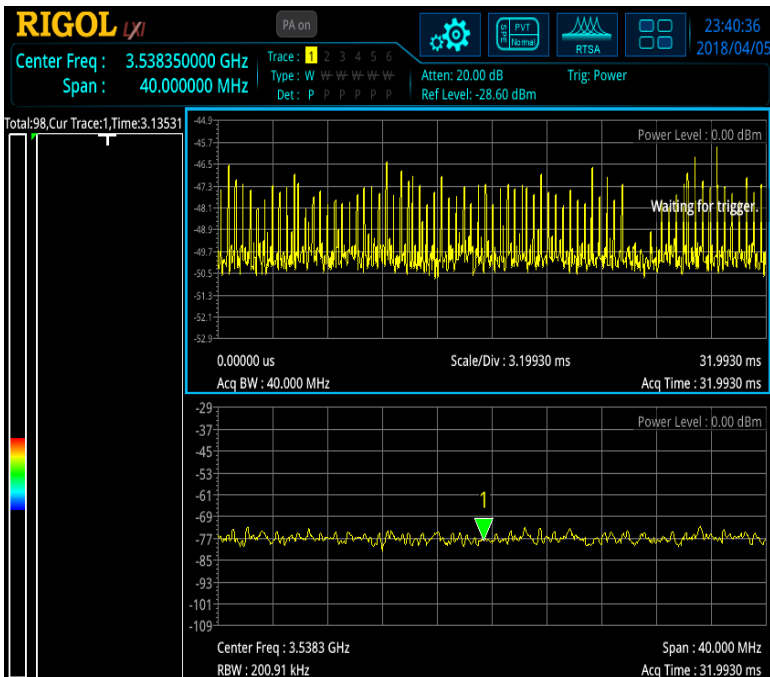 RIGOL LXI
PA on
S P E PVT Normal
RTSA
23:40:36
2018/04/05
Center Freq : 3.538350000 GHz
Span : 40.000000 MHz
Trace : 1 2 3 4 5 6
Type : W W W W W W
Det : P P P P P P
Atten: 20.00 dB
Trig: Power
Ref Level: -28.60 dBm
Total:98,Cur Trace:1,Time:3.13531
-44.9
Power Level : 0.00 dBm
-45.7
-46.5
-47.3
-48.1
Waiting for trigger.
-48.9
-49.7
-50.5
-51.3
-52.1
-52.9
0.00000 us Scale/Div : 3.19930 ms 31.9930 ms
Acq BW : 40.000 MHz Acq Time : 31.9930 ms
-29
Power Level : 0.00 dBm
-37
-45
-53
-61
1
-69
-77
-85
-93
-101
-109
Center Freq : 3.5383 GHz Span : 40.000 MHz
RBW : 200.91 kHz Acq Time : 31.9930 ms